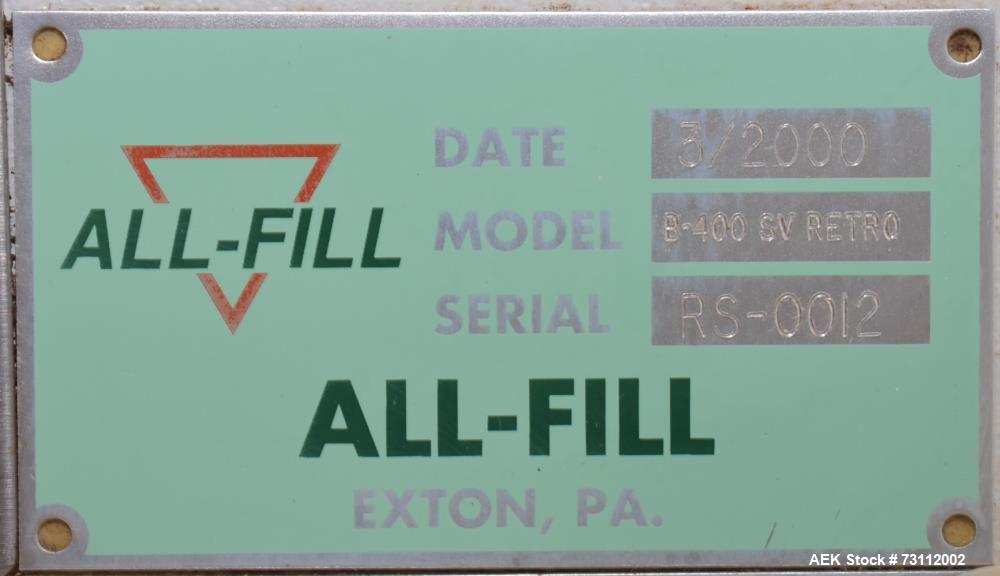 ALL-FILL
DATE 3/2000
MODEL B-400 SV RETRO
SERIAL RS-0012
ALL-FILL
EXTON, PA.
AEK Stock #73112002